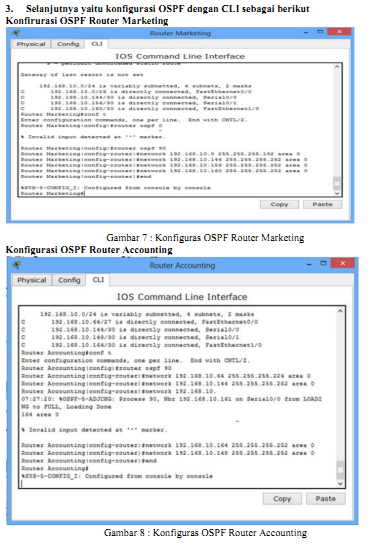 3. Selanjutnya yaitu konfigurasi OSPF dengan CLI sebagai berikut
Konfirurasi OSPF Router Marketing
Router Marketing
Physical Config CLI
IOS Command Line Interface
Gateway of last resort is not set
192.168.10.0/24 is variably subnetted, 4 subnets, 2 masks
C 192.168.10.0/26 is directly connected, FastEthernet0/0
C 192.168.10.144/30 is directly connected, Serial0/0
C 192.168.10.156/30 is directly connected, Serial0/1
C 192.168.10.160/30 is directly connected, FastEthernet1/0
Router Marketing#conf t
Enter configuration commands, one per line. End with CNTL/Z.
Router Marketing(config)#router ospf 0
^
% Invalid input detected at '^' marker.
Router Marketing(config)#router ospf 90
Router Marketing(config-router)#network 192.168.10.0 255.255.255.192 area 0
Router Marketing(config-router)#network 192.168.10.144 255.255.255.252 area 0
Router Marketing(config-router)#network 192.168.10.156 255.255.255.252 area 0
Router Marketing(config-router)#network 192.168.10.160 255.255.255.252 area 0
Router Marketing(config-router)#end
%SYS-5-CONFIG_I: Configured from console by console
Router Marketing#
Copy Paste
Gambar 7 : Konfiguras OSPF Router Marketing
Konfigurasi OSPF Router Accounting
Router Accounting
Physical Config CLI
IOS Command Line Interface
192.168.10.0/24 is variably subnetted, 4 subnets, 2 masks
C 192.168.10.64/27 is directly connected, FastEthernet0/0
C 192.168.10.144/30 is directly connected, Serial0/0
C 192.168.10.148/30 is directly connected, Serial0/1
C 192.168.10.164/30 is directly connected, FastEthernet1/0
Router Accounting#conf t
Enter configuration commands, one per line. End with CNTL/Z.
Router Accounting(config)#router ospf 90
Router Accounting(config-router)#network 192.168.10.64 255.255.255.224 area 0
Router Accounting(config-router)#network 192.168.10.144 255.255.255.252 area 0
Router Accounting(config-router)#network 192.168.10.
07:27:20: %OSPF-5-ADJCHG: Process 90, Nbr 192.168.10.161 on Serial0/0 from LOADI
NG to FULL, Loading Done
164 area 0
^
% Invalid input detected at '^' marker.
Router Accounting(config-router)#network 192.168.10.164 255.255.255.252 area 0
Router Accounting(config-router)#network 192.168.10.148 255.255.255.252 area 0
Router Accounting(config-router)#end
Router Accounting#
%SYS-5-CONFIG_I: Configured from console by console
Copy Paste
Gambar 8 : Konfiguras OSPF Router Accounting